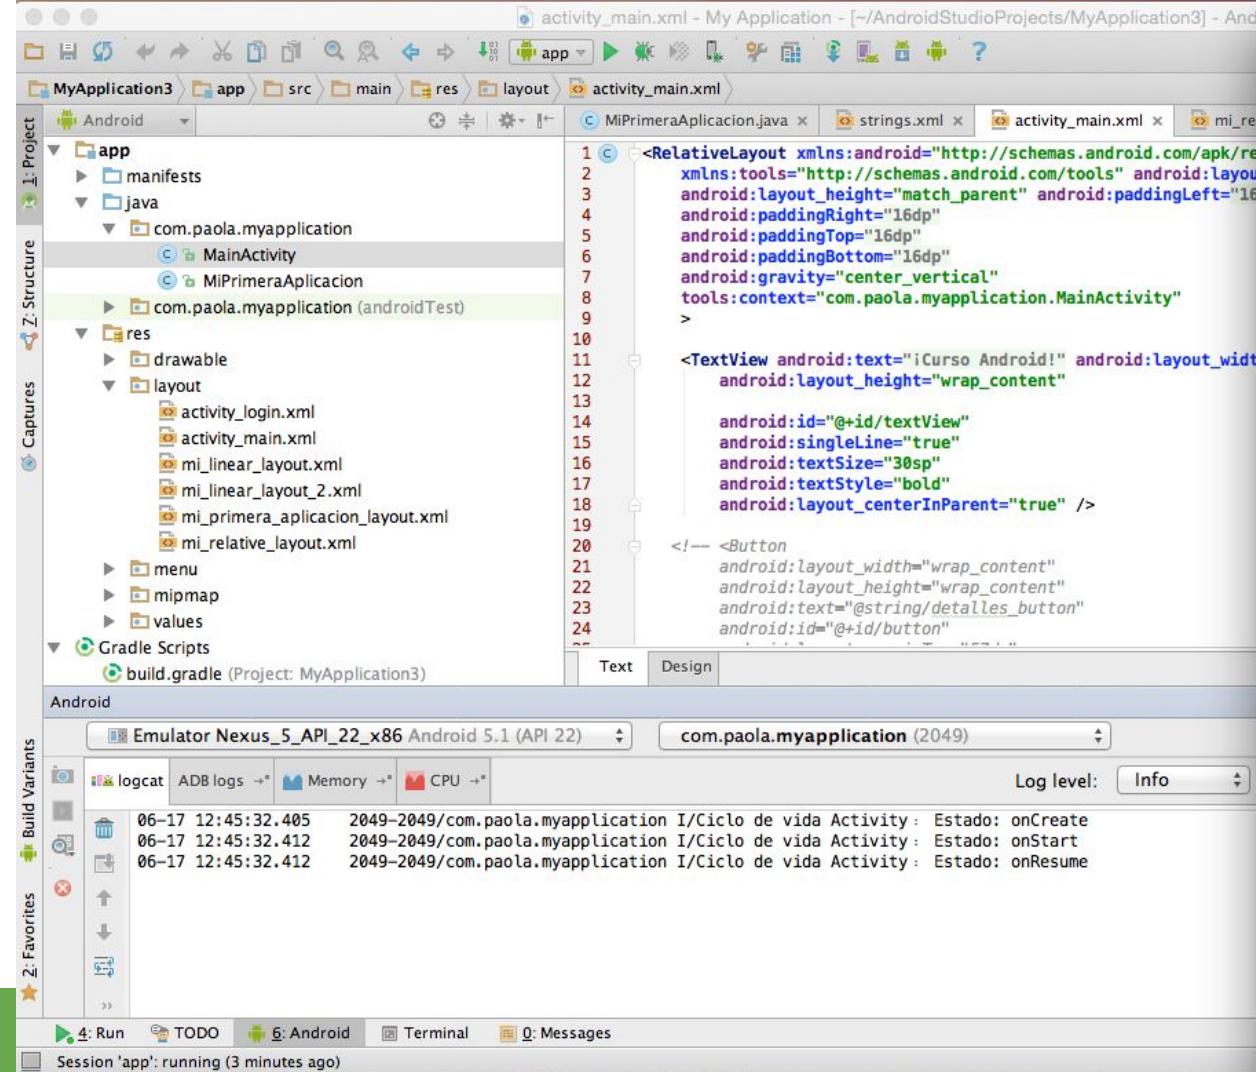 activity_main.xml - My Application - [~/AndroidStudioProjects/MyApplication3] - And
app
MyApplication3 app src main res layout activity_main.xml
1: Project
Z: Structure
Captures
Build Variants
2: Favorites
Android
app
manifests
java
com.paola.myapplication
MainActivity
MiPrimeraAplicacion
com.paola.myapplication (androidTest)
res
drawable
layout
activity_login.xml
activity_main.xml
mi_linear_layout.xml
mi_linear_layout_2.xml
mi_primera_aplicacion_layout.xml
mi_relative_layout.xml
menu
mipmap
values
Gradle Scripts
build.gradle (Project: MyApplication3)
MiPrimeraAplicacion.java × strings.xml × activity_main.xml × mi_re
1 <RelativeLayout xmlns:android="http://schemas.android.com/apk/re
2 xmlns:tools="http://schemas.android.com/tools" android:layou
3 android:layout_height="match_parent" android:paddingLeft="16
4 android:paddingRight="16dp"
5 android:paddingTop="16dp"
6 android:paddingBottom="16dp"
7 android:gravity="center_vertical"
8 tools:context="com.paola.myapplication.MainActivity"
9 >
10
11 <TextView android:text="¡Curso Android!" android:layout_widt
12 android:layout_height="wrap_content"
13
14 android:id="@+id/textView"
15 android:singleLine="true"
16 android:textSize="30sp"
17 android:textStyle="bold"
18 android:layout_centerInParent="true" />
19
20 <!-- <Button
21 android:layout_width="wrap_content"
22 android:layout_height="wrap_content"
23 android:text="@string/detalles_button"
24 android:id="@+id/button"
Text Design
Android
Emulator Nexus_5_API_22_x86 Android 5.1 (API 22) com.paola.myapplication (2049)
logcat ADB logs Memory CPU Log level: Info
06-17 12:45:32.405 2049-2049/com.paola.myapplication I/Ciclo de vida Activity: Estado: onCreate
06-17 12:45:32.412 2049-2049/com.paola.myapplication I/Ciclo de vida Activity: Estado: onStart
06-17 12:45:32.412 2049-2049/com.paola.myapplication I/Ciclo de vida Activity: Estado: onResume
4: Run TODO 6: Android Terminal 0: Messages
Session 'app': running (3 minutes ago)